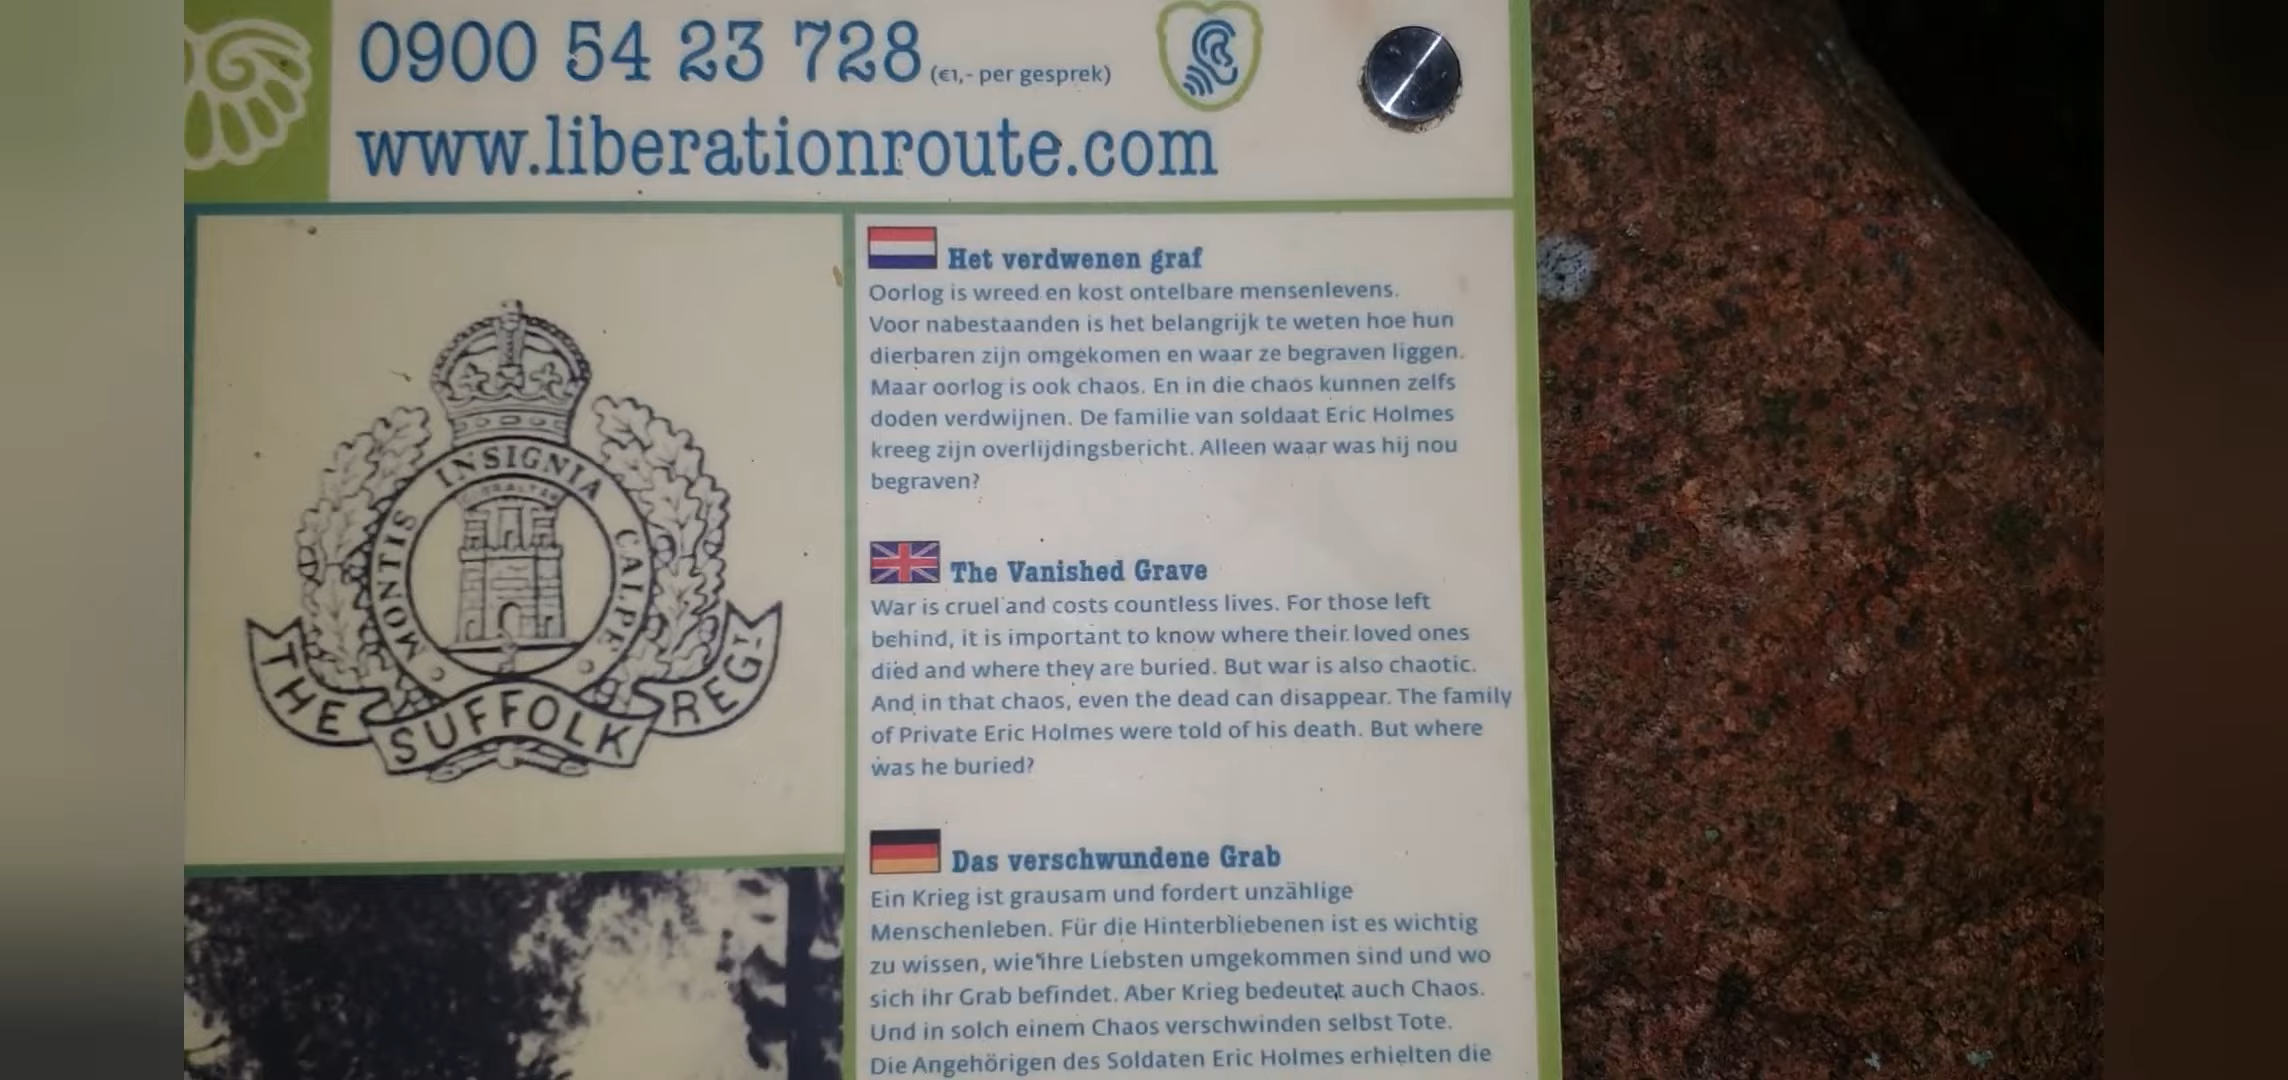 0900 54 23 728 (€1,- per gesprek)
www.liberationroute.com
MONTIS INSIGNIA CALPE
GIBRALTAR
THE SUFFOLK REGT
Het verdwenen graf
Oorlog is wreed en kost ontelbare mensenlevens.
Voor nabestaanden is het belangrijk te weten hoe hun
dierbaren zijn omgekomen en waar ze begraven liggen.
Maar oorlog is ook chaos. En in die chaos kunnen zelfs
doden verdwijnen. De familie van soldaat Eric Holmes
kreeg zijn overlijdingsbericht. Alleen waar was hij nou
begraven?
The Vanished Grave
War is cruel and costs countless lives. For those left
behind, it is important to know where their loved ones
died and where they are buried. But war is also chaotic.
And in that chaos, even the dead can disappear. The family
of Private Eric Holmes were told of his death. But where
was he buried?
Das verschwundene Grab
Ein Krieg ist grausam und fordert unzählige
Menschenleben. Für die Hinterbliebenen ist es wichtig
zu wissen, wie ihre Liebsten umgekommen sind und wo
sich ihr Grab befindet. Aber Krieg bedeutet auch Chaos.
Und in solch einem Chaos verschwinden selbst Tote.
Die Angehörigen des Soldaten Eric Holmes erhielten die